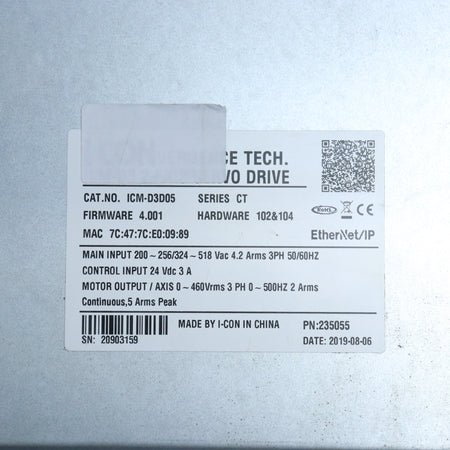 CE TECH.
VO DRIVE
CAT.NO. ICM-D3D05 SERIES CT
FIRMWARE 4.001 HARDWARE 102&104
MAC 7C:47:7C:E0:09:89
RoHS
EtherNet/IP
MAIN INPUT 200 ~ 256/324 ~ 518 Vac 4.2 Arms 3PH 50/60HZ
CONTROL INPUT 24 Vdc 3 A
MOTOR OUTPUT / AXIS 0 ~ 460Vrms 3 PH 0 ~ 500HZ 2 Arms
Continuous,5 Arms Peak
MADE BY I-CON IN CHINA PN:235055
SN: 20903159 DATE: 2019-08-06